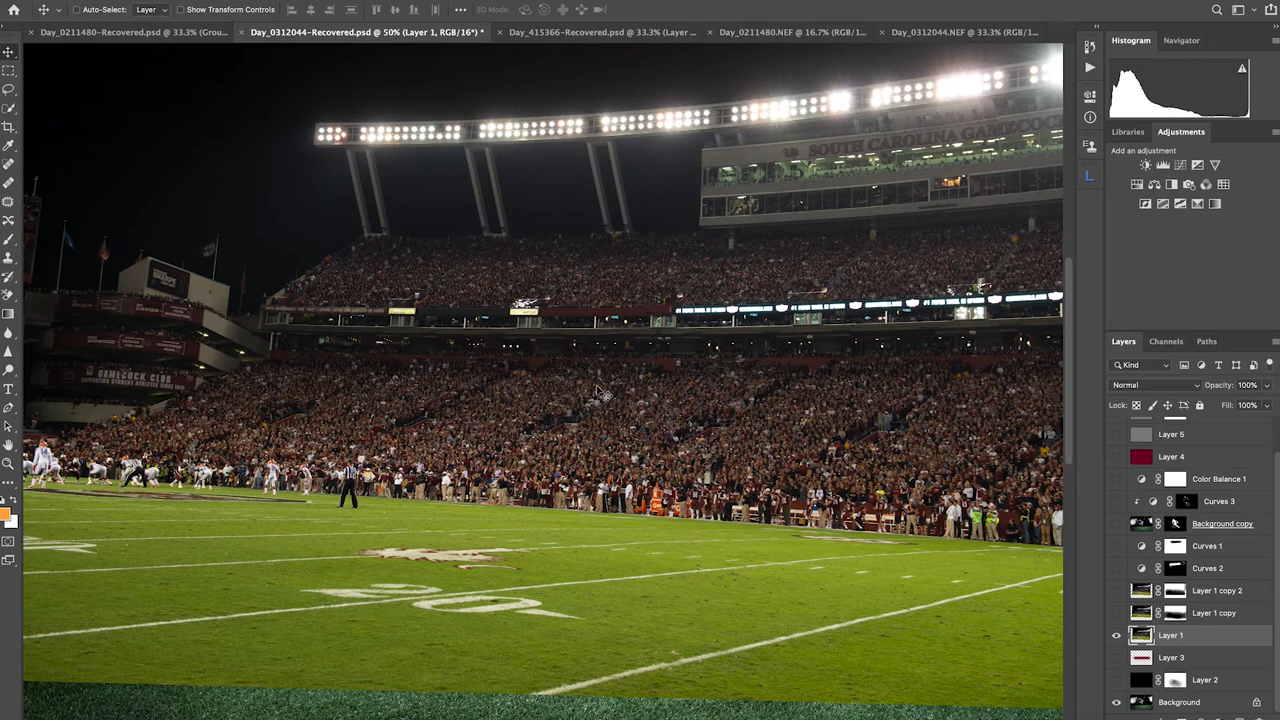 Auto-Select: Layer Show Transform Controls 3D Mode:
Day_0211480-Recovered.psd @ 33.3% (Grou... Day_0312044-Recovered.psd @ 50% (Layer 1, RGB/16*) * Day_415366-Recovered.psd @ 33.3% (Layer ... Day_0211480.NEF @ 16.7% (RGB/1... Day_0312044.NEF @ 33.3% (RGB/1...
Histogram Navigator
Libraries Adjustments
Add an adjustment
SOUTH CAROLINA GAMECOCK
GAMECOCK CLUB
SUPPORTING STUDENT ATHLETES
Layers Channels Paths
Kind
Normal Opacity: 100%
Lock: Fill: 100%
Layer 5
Layer 4
Color Balance 1
Curves 3
Background copy
Curves 1
Curves 2
Layer 1 copy 2
Layer 1 copy
Layer 1
Layer 3
Layer 2
Background
L